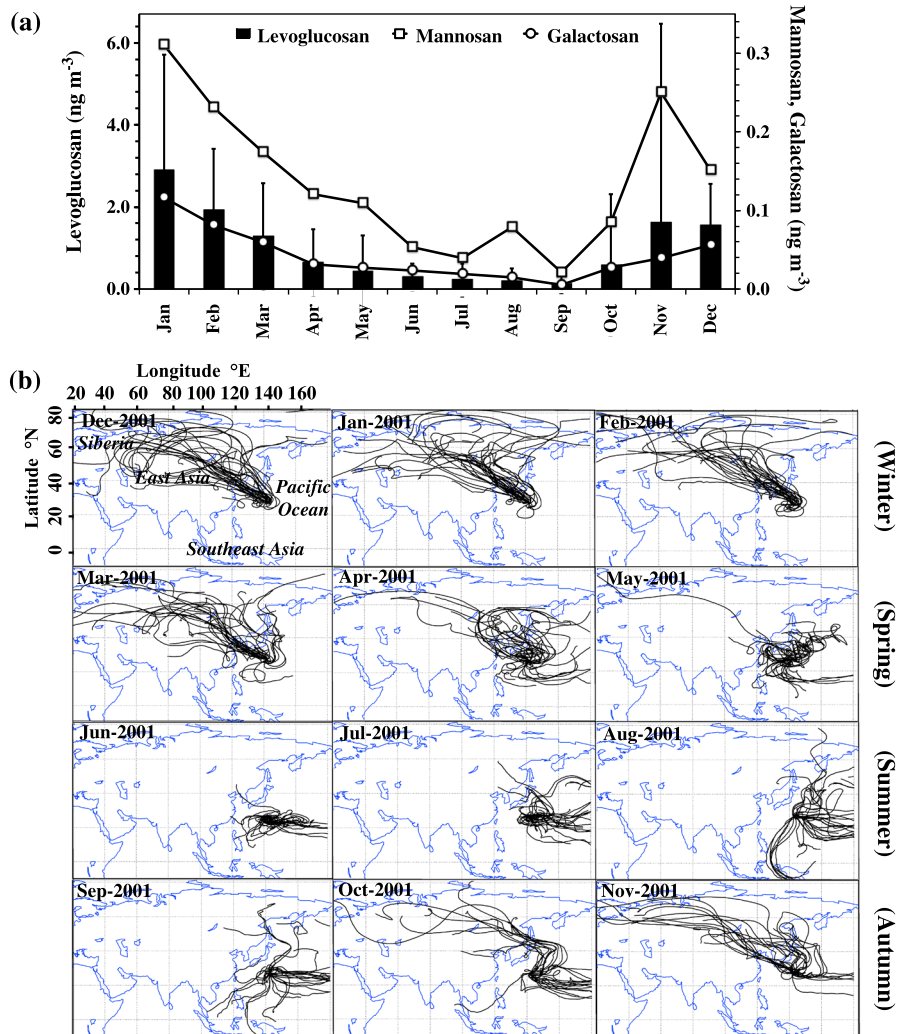 (a)
Levoglucosan Mannosan Galactosan
Levoglucosan (ng m-3)
6.0
4.0
2.0
0.0
Mannosan, Galactosan (ng m-3)
0.3
0.2
0.1
0.0
Jan Feb Mar Apr May Jun Jul Aug Sep Oct Nov Dec
(b)
Longitude °E
20 40 60 80 100 120 140 160
Latitude °N
80
60
40
20
0
Dec-2001 Jan-2001 Feb-2001
Siberia
East Asia
Pacific
Ocean
Southeast Asia
(Winter)
Mar-2001 Apr-2001 May-2001
(Spring)
Jun-2001 Jul-2001 Aug-2001
(Summer)
Sep-2001 Oct-2001 Nov-2001
(Autumn)